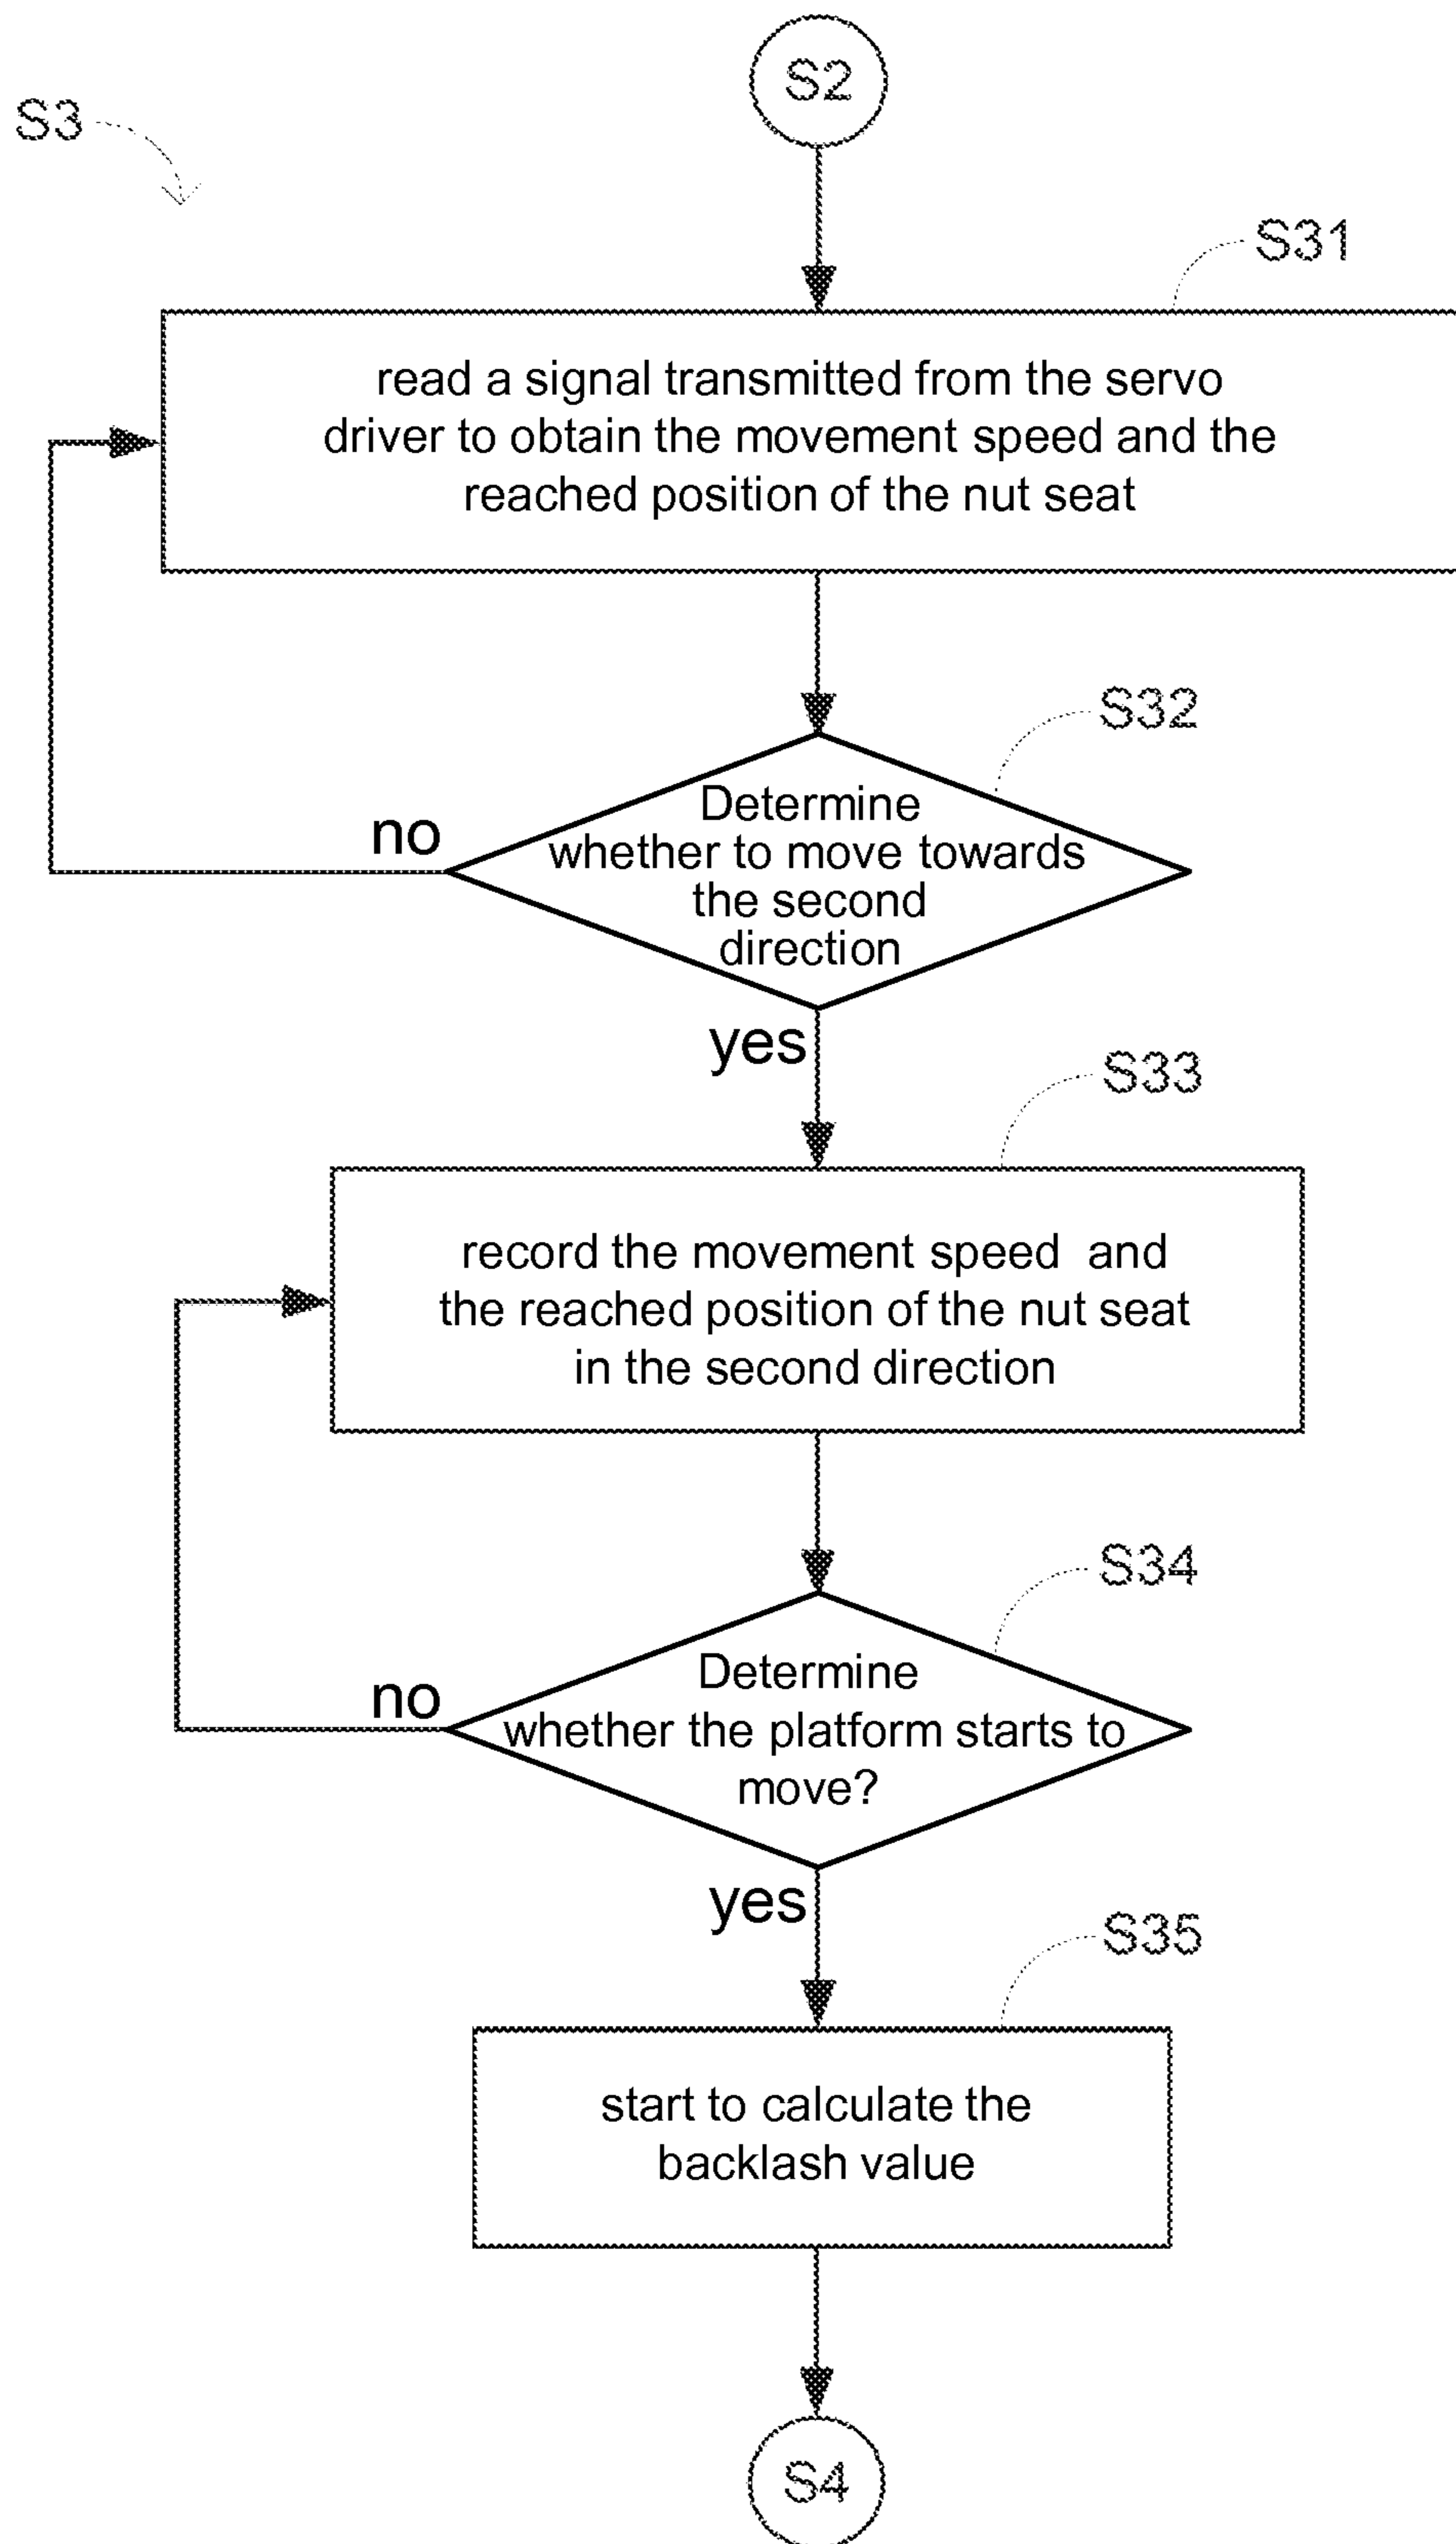 S2
S3
S31
read a signal transmitted from the servo
driver to obtain the movement speed and the
reached position of the nut seat
S32
Determine
whether to move towards
the second
direction
no
yes
S33
record the movement speed and
the reached position of the nut seat
in the second direction
S34
Determine
whether the platform starts to
move?
no
yes
S35
start to calculate the
backlash value
S4